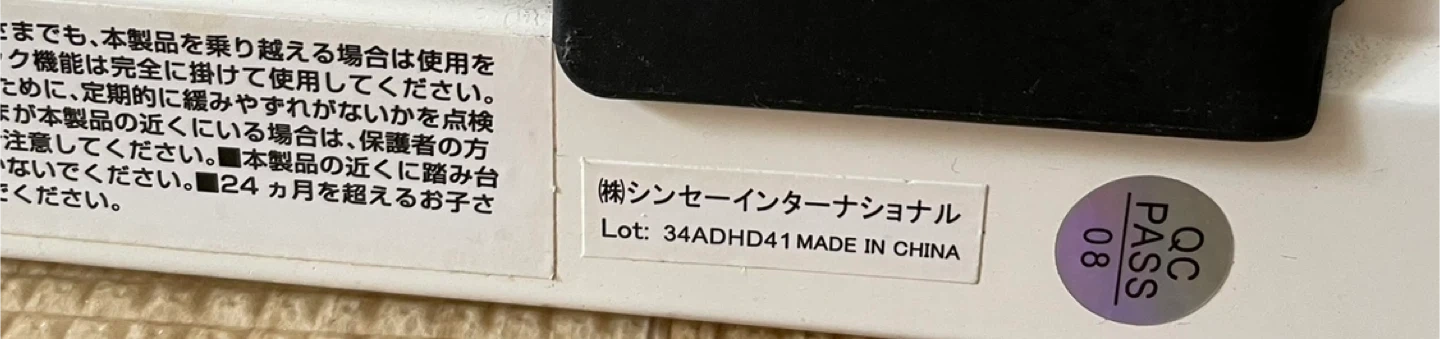 さまでも、本製品を乗り越える場合は使用を
ク機能は完全に掛けて使用してください。
ために、定期的に緩みやずれがないかを点検
が本製品の近くにいる場合は、保護者の方
注意してください。■本製品の近くに踏み台
ないでください。■24 ヵ月を超えるお子さ
でください。
㈱シンセーインターナショナル
Lot: 34ADHD41 MADE IN CHINA
QC
PASS
08